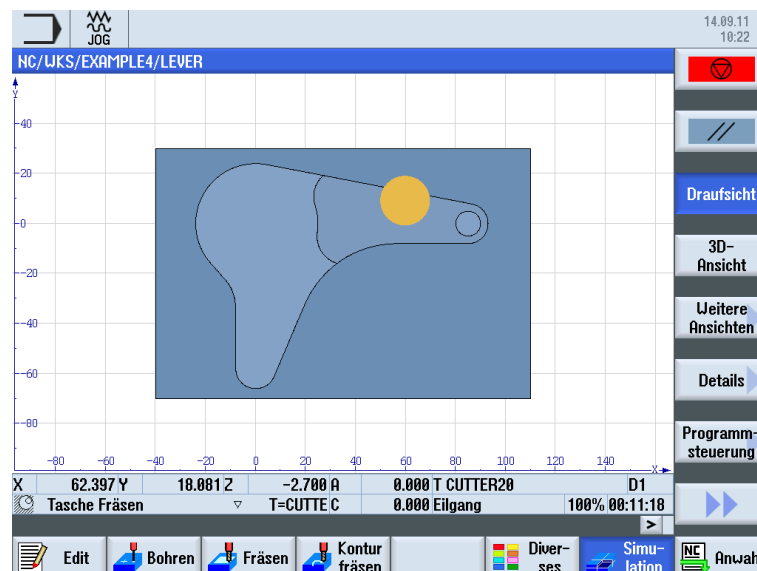 JOG
14.09.11
10:22
NC/WKS/EXAMPLE4/LEVER
Y
40
20
0
-20
-40
-60
-80
-80 -60 -40 -20 0 20 40 60 80 100 120 140
X
X 62.397 Y 18.081 Z -2.700 A 0.000 T CUTTER20 D1
Tasche Fräsen T=CUTTE C 0.000 Eilgang 100% 00:11:18
>
Draufsicht
3D-
Ansicht
Weitere
Ansichten
Details
Programm-
steuerung
Edit
Bohren
Fräsen
Kontur
fräsen
Diver-
ses
Simu-
lation
NC
Anwah